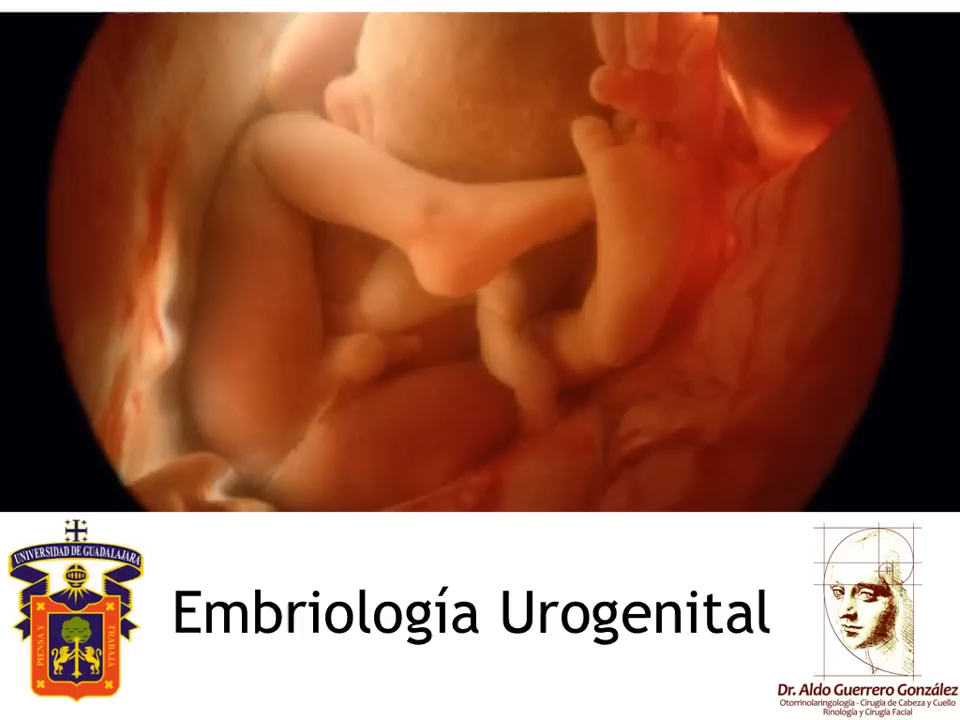 UNIVERSIDAD DE GUADALAJARA
PIENSA Y
TRABAJA
Embriología Urogenital
Dr. Aldo Guerrero González
Otorrinolaringología - Cirugía de Cabeza y Cuello
Rinología y Cirugía Facial